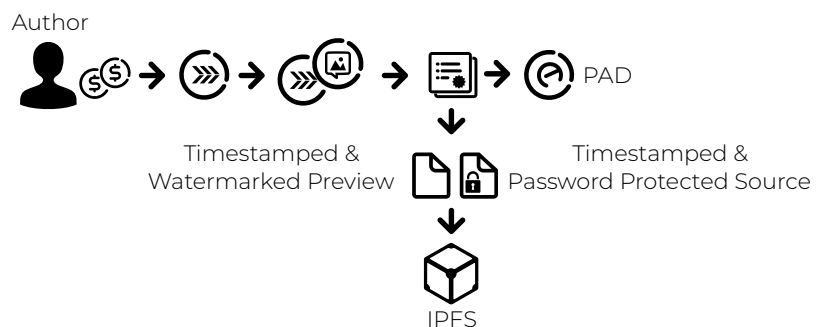 Author
$ $
PAD
Timestamped &
Watermarked Preview
Timestamped &
Password Protected Source
IPFS